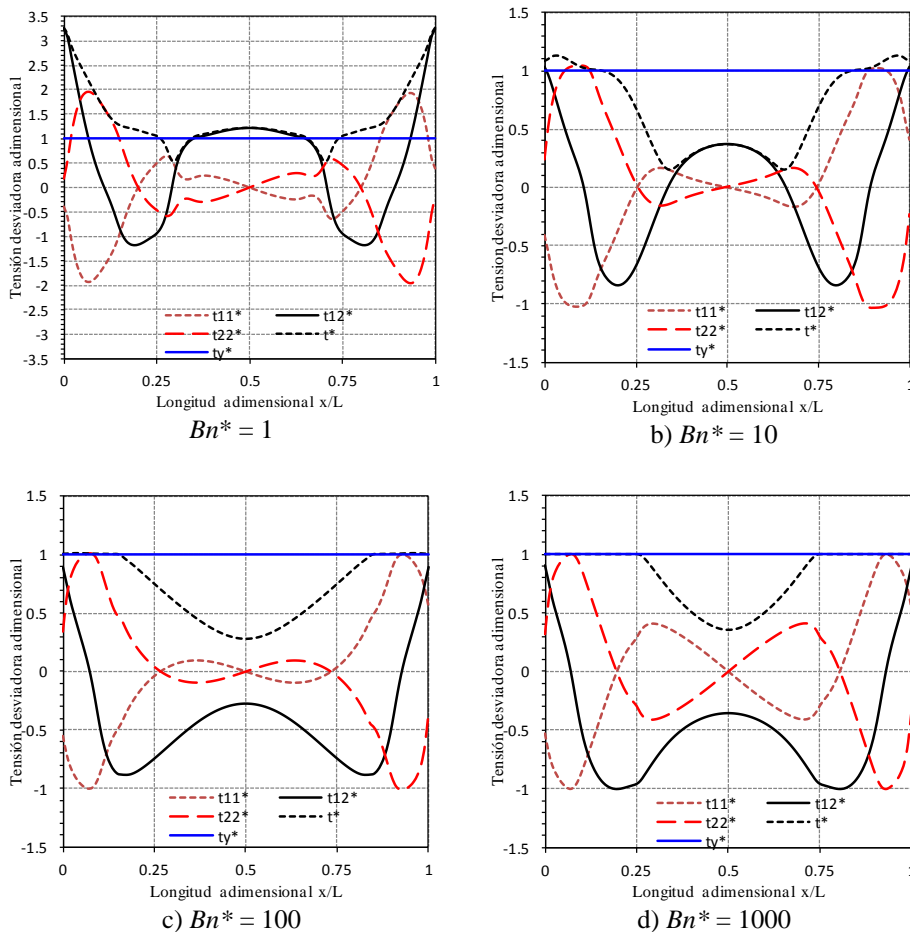 3.5
3
2.5
2
1.5
1
0.5
0
-0.5
-1
-1.5
-2
-2.5
-3
-3.5
Tensión desviadora adimensional
t11*
t12*
t22*
t*
ty*
0
0.25
0.5
0.75
1
Longitud adimensional x/L
Bn* = 1
1.5
1
0.5
0
-0.5
-1
-1.5
Tensión desviadora adimensional
t11*
t12*
t22*
t*
ty*
0
0.25
0.5
0.75
1
Longitud adimensional x/L
b) Bn* = 10
1.5
1
0.5
0
-0.5
-1
-1.5
Tensión desviadora adimensional
t11*
t12*
t22*
t*
ty*
0
0.25
0.5
0.75
1
Longitud adimensional x/L
c) Bn* = 100
1.5
1
0.5
0
-0.5
-1
-1.5
Tensión desviadora adimensional
t11*
t12*
t22*
t*
ty*
0
0.25
0.5
0.75
1
Longitud adimensional x/L
d) Bn* = 1000